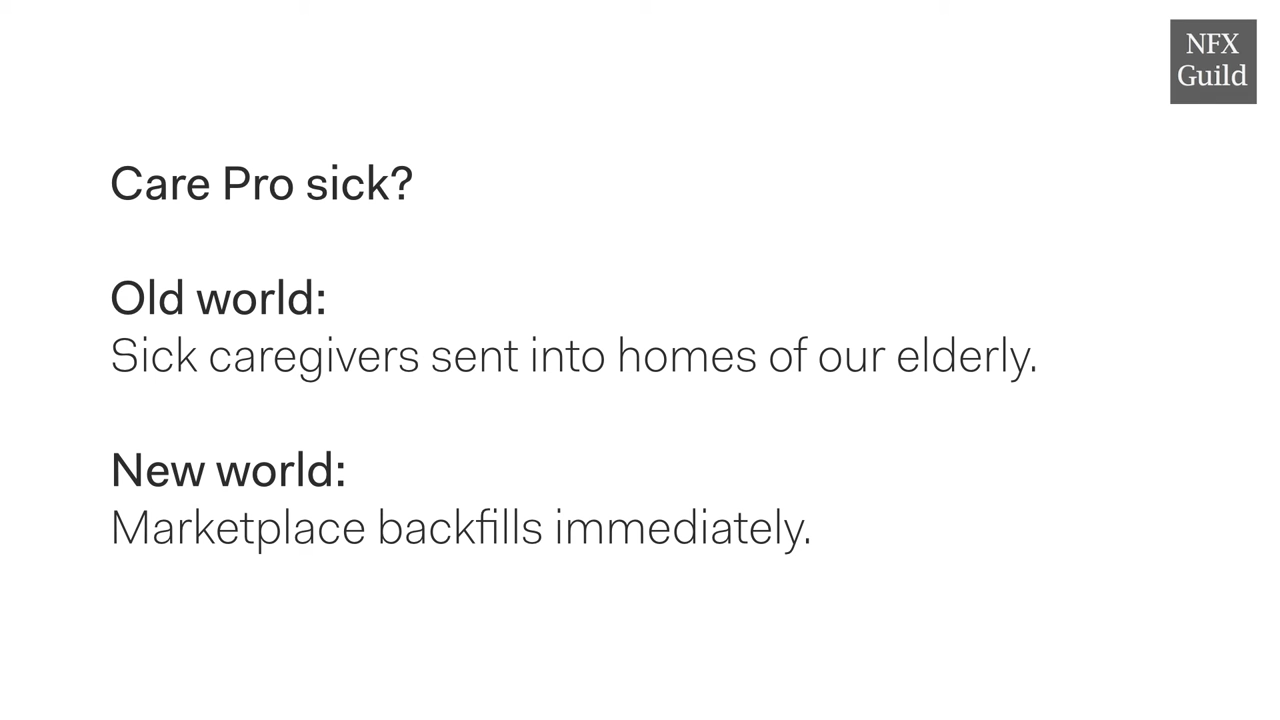 NFX
Guild
Care Pro sick?
Old world:
Sick caregivers sent into homes of our elderly.
New world:
Marketplace backfills immediately.